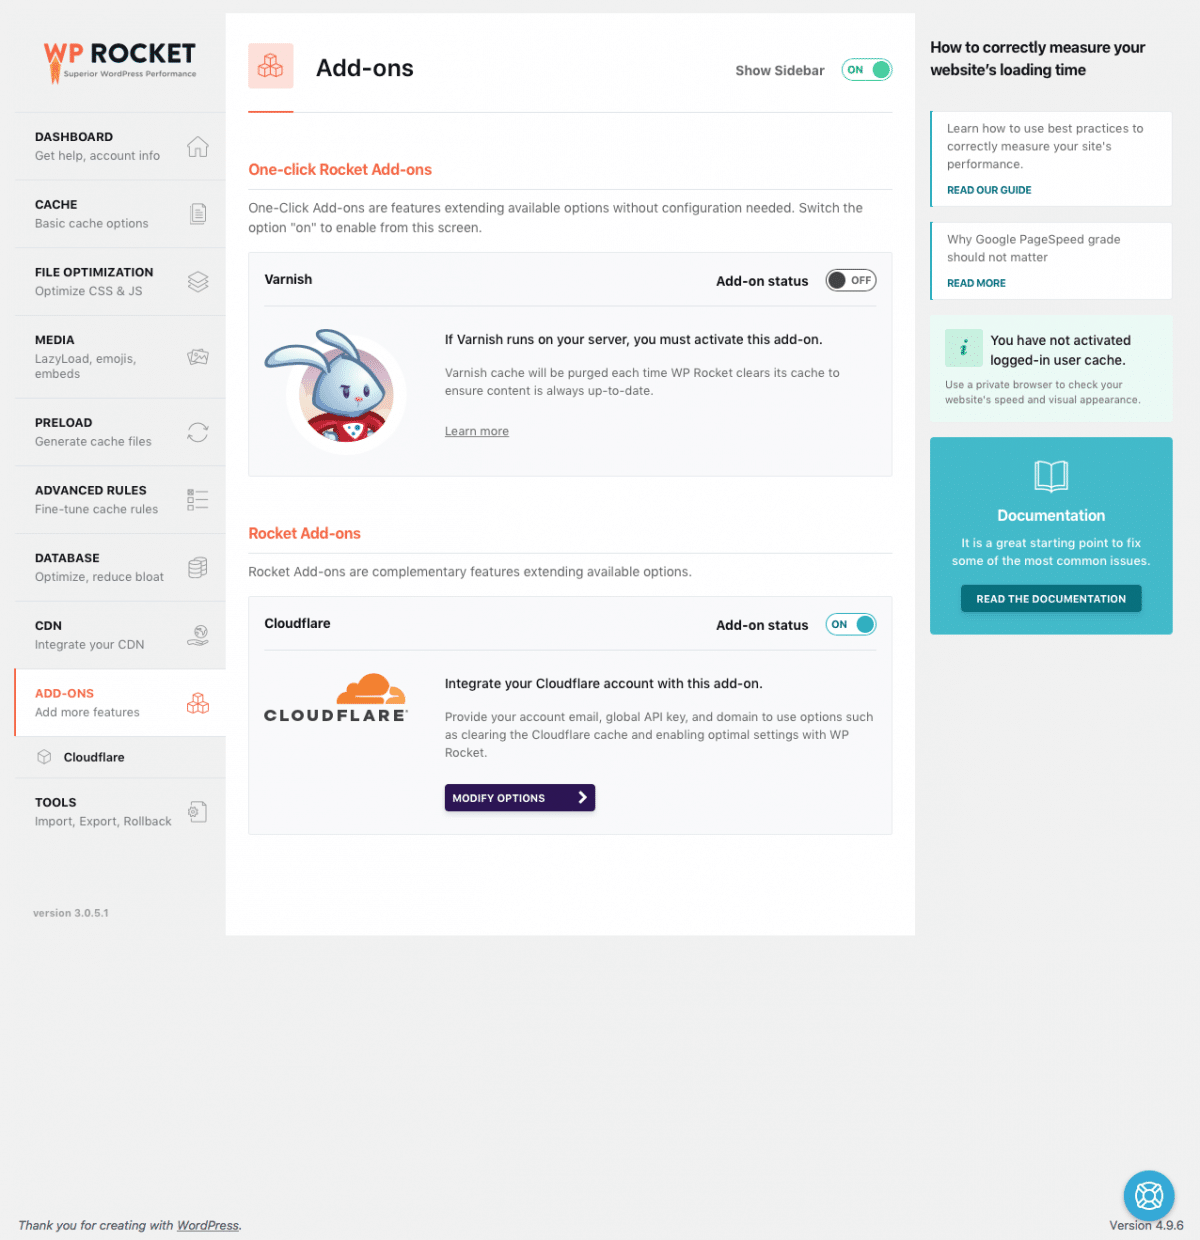 WP ROCKET
Superior WordPress Performance
DASHBOARD
Get help, account info
CACHE
Basic cache options
FILE OPTIMIZATION
Optimize CSS & JS
MEDIA
LazyLoad, emojis,
embeds
PRELOAD
Generate cache files
ADVANCED RULES
Fine-tune cache rules
DATABASE
Optimize, reduce bloat
CDN
Integrate your CDN
ADD-ONS
Add more features
Cloudflare
TOOLS
Import, Export, Rollback
version 3.0.5.1
Add-ons
Show Sidebar
ON
One-click Rocket Add-ons
One-Click Add-ons are features extending available options without configuration needed. Switch the
option "on" to enable from this screen.
Varnish
Add-on status
OFF
If Varnish runs on your server, you must activate this add-on.
Varnish cache will be purged each time WP Rocket clears its cache to
ensure content is always up-to-date.
Learn more
Rocket Add-ons
Rocket Add-ons are complementary features extending available options.
Cloudflare
Add-on status
ON
CLOUDFLARE
Integrate your Cloudflare account with this add-on.
Provide your account email, global API key, and domain to use options such
as clearing the Cloudflare cache and enabling optimal settings with WP
Rocket.
MODIFY OPTIONS
How to correctly measure your
website's loading time
Learn how to use best practices to
correctly measure your site's
performance.
READ OUR GUIDE
Why Google PageSpeed grade
should not matter
READ MORE
i
You have not activated
logged-in user cache.
Use a private browser to check your
website's speed and visual appearance.
Documentation
It is a great starting point to fix
some of the most common issues.
READ THE DOCUMENTATION
Thank you for creating with WordPress.
Version 4.9.6